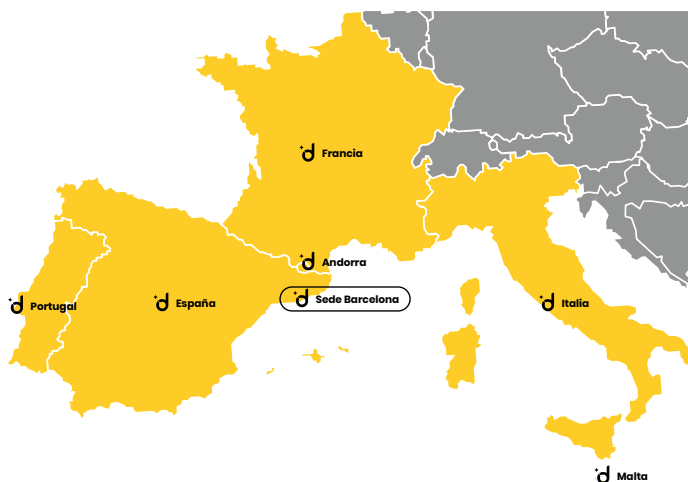 Francia
Andorra
Sede Barcelona
Portugal
España
Italia
Malta